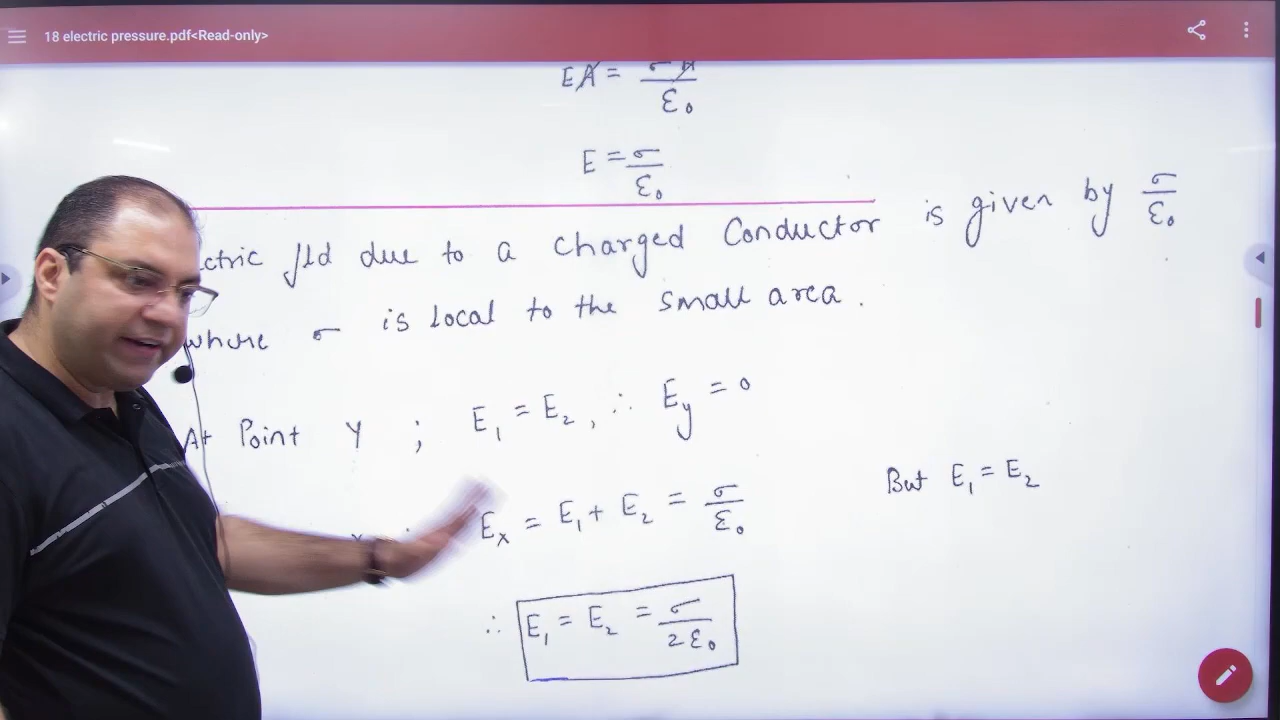 18 electric pressure.pdf<Read-only>
EA = σA/ε₀
E = σ/ε₀
ctric fld due to a charged Conductor is given by σ/ε₀
where σ is local to the small area.
At Point Y ; E₁ = E₂, ∴ Ey = 0
But E₁ = E₂
x : Ex = E₁ + E₂ = σ/ε₀
∴ E₁ = E₂ = σ/2ε₀